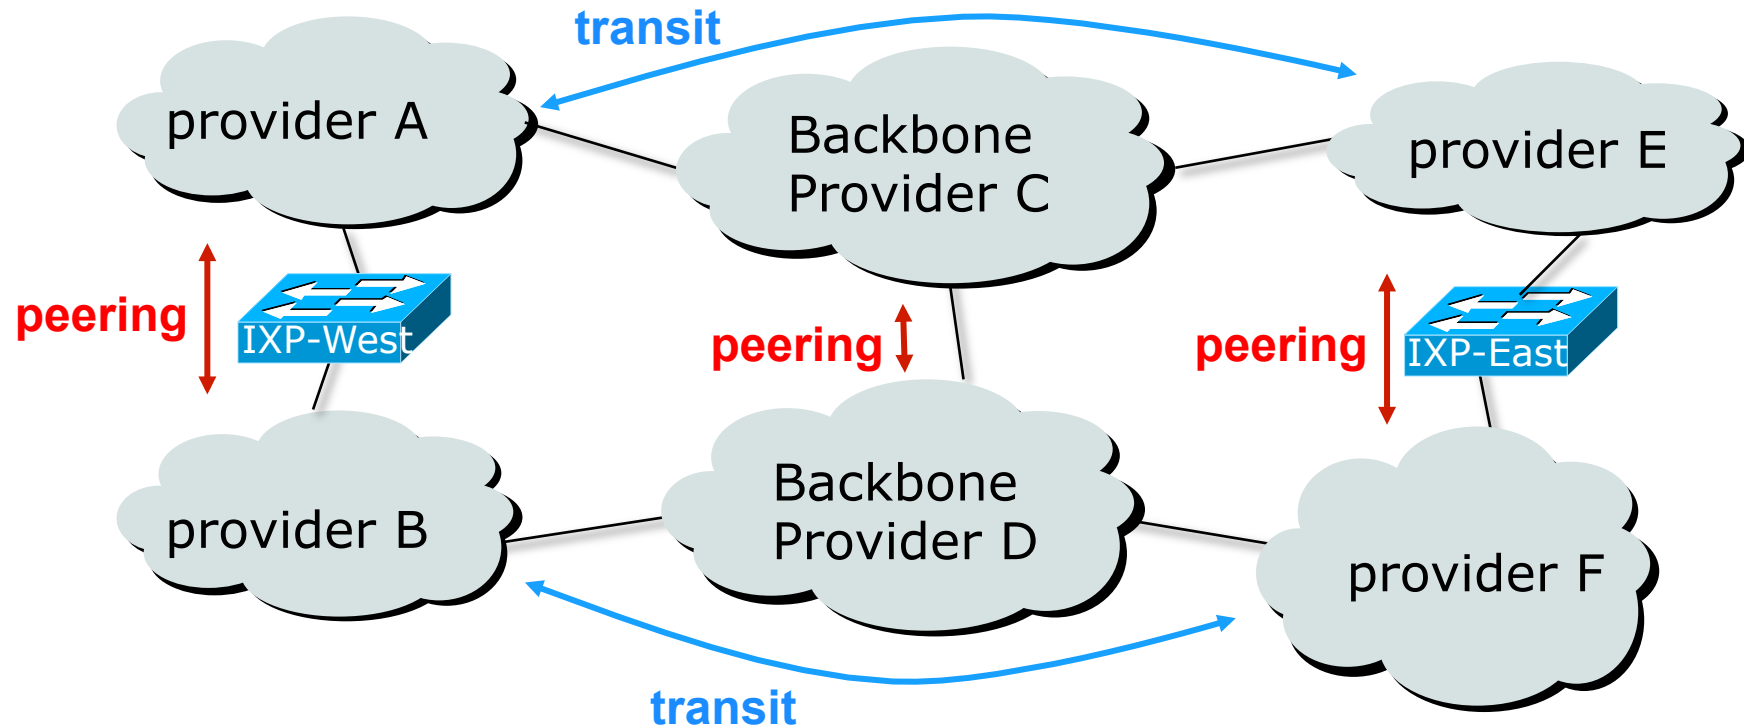 transit
provider A
Backbone
Provider C
provider E
peering
IXP-West
peering
peering
IXP-East
provider B
Backbone
Provider D
provider F
transit